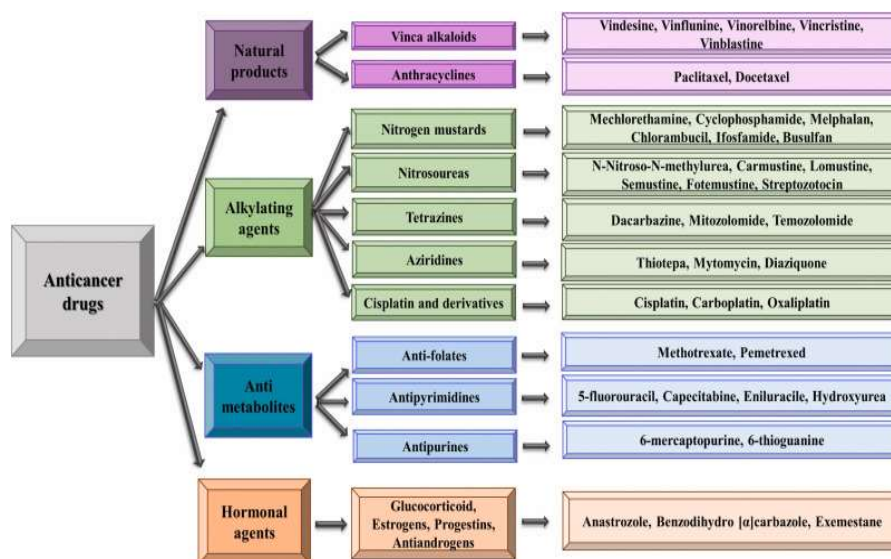 Anticancer
drugs
Natural
products
Vinca alkaloids
Vindesine, Vinflunine, Vinorelbine, Vincristine,
Vinblastine
Anthracyclines
Paclitaxel, Docetaxel
Alkylating
agents
Nitrogen mustards
Mechlorethamine, Cyclophosphamide, Melphalan,
Chlorambucil, Ifosfamide, Busulfan
Nitrosoureas
N-Nitroso-N-methylurea, Carmustine, Lomustine,
Semustine, Fotemustine, Streptozotocin
Tetrazines
Dacarbazine, Mitozolomide, Temozolomide
Aziridines
Thiotepa, Mytomycin, Diaziquone
Cisplatin and derivatives
Cisplatin, Carboplatin, Oxaliplatin
Anti
metabolites
Anti-folates
Methotrexate, Pemetrexed
Antipyrimidines
5-fluorouracil, Capecitabine, Eniluracile, Hydroxyurea
Antipurines
6-mercaptopurine, 6-thioguanine
Hormonal
agents
Glucocorticoid,
Estrogens, Progestins,
Antiandrogens
Anastrozole, Benzodihydro [α]carbazole, Exemestane